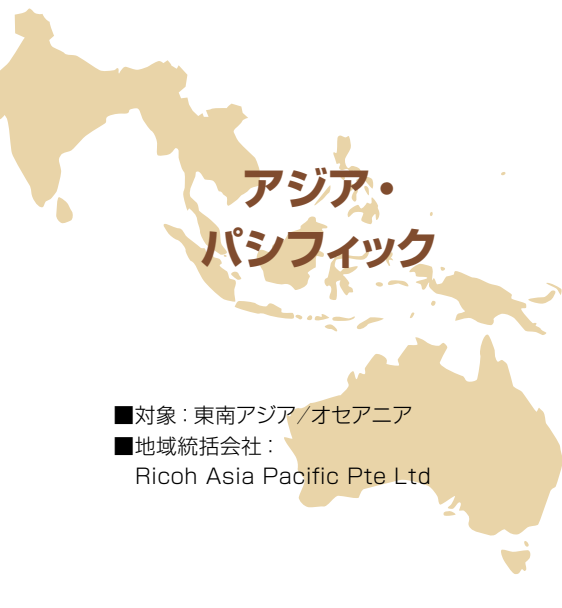 アジア・
パシフィック
■対象：東南アジア／オセアニア
■地域統括会社：
Ricoh Asia Pacific Pte Ltd